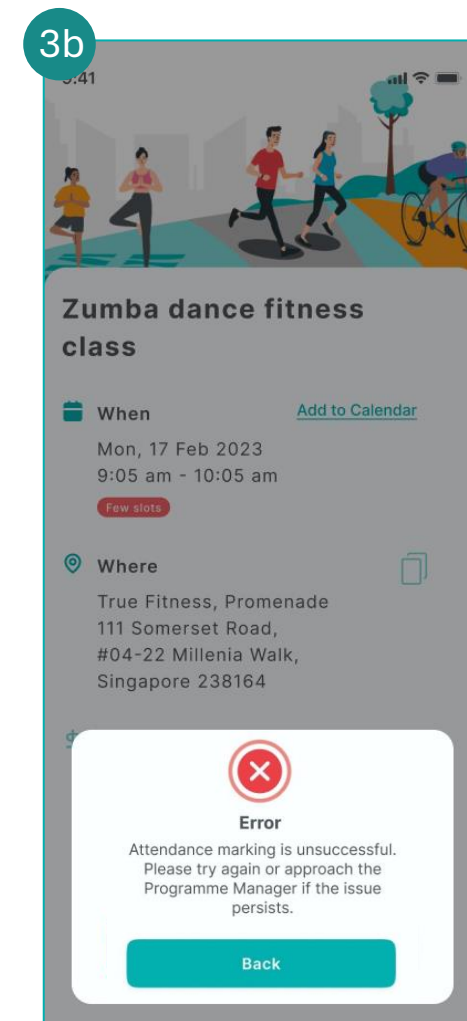 3b
9:41
Zumba dance fitness
class
When
Add to Calendar
Mon, 17 Feb 2023
9:05 am - 10:05 am
Few slots
Where
True Fitness, Promenade
111 Somerset Road,
#04-22 Millenia Walk,
Singapore 238164
Error
Attendance marking is unsuccessful.
Please try again or approach the
Programme Manager if the issue
persists.
Back